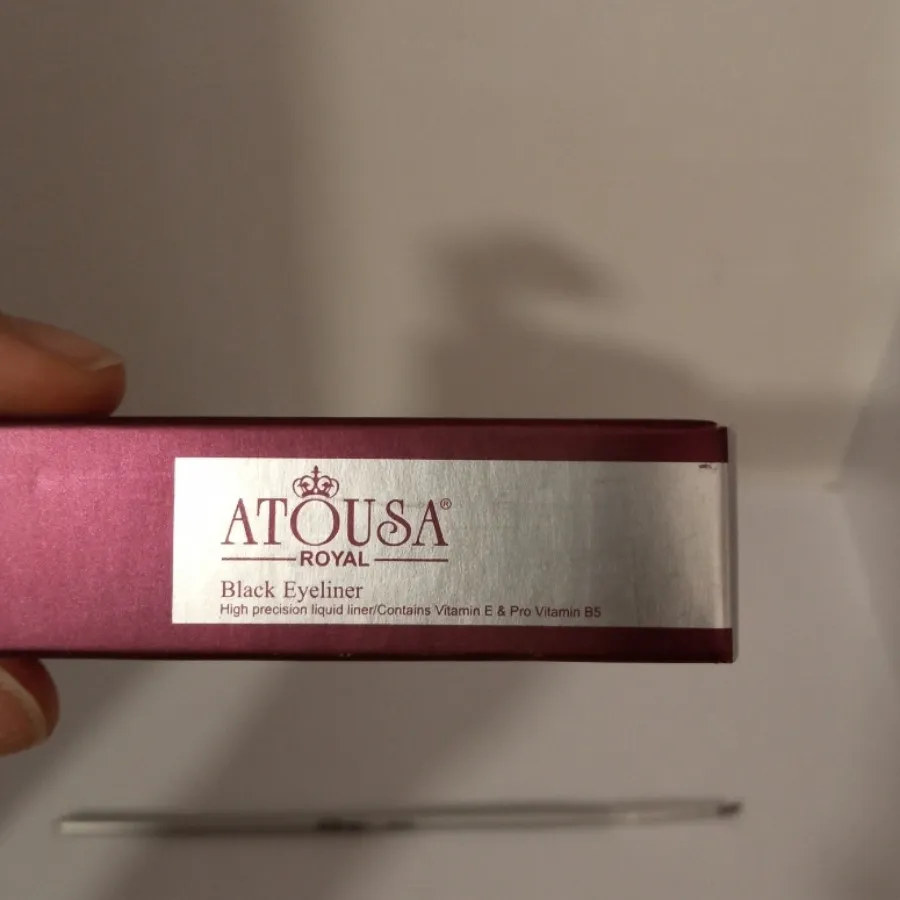 ATOUSA®
ROYAL
Black Eyeliner
High precision liquid liner/Contains Vitamin E & Pro Vitamin B5